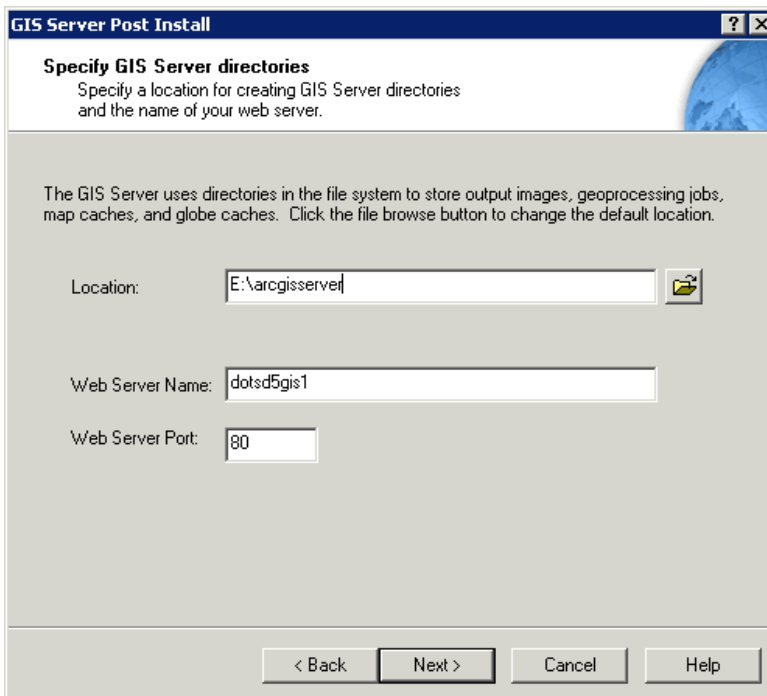 GIS Server Post Install
Specify GIS Server directories
Specify a location for creating GIS Server directories
and the name of your web server.
The GIS Server uses directories in the file system to store output images, geoprocessing jobs,
map caches, and globe caches. Click the file browse button to change the default location.
Location: E:\arcgisserver
Web Server Name: dotsd5gis1
Web Server Port: 80
< Back Next > Cancel Help